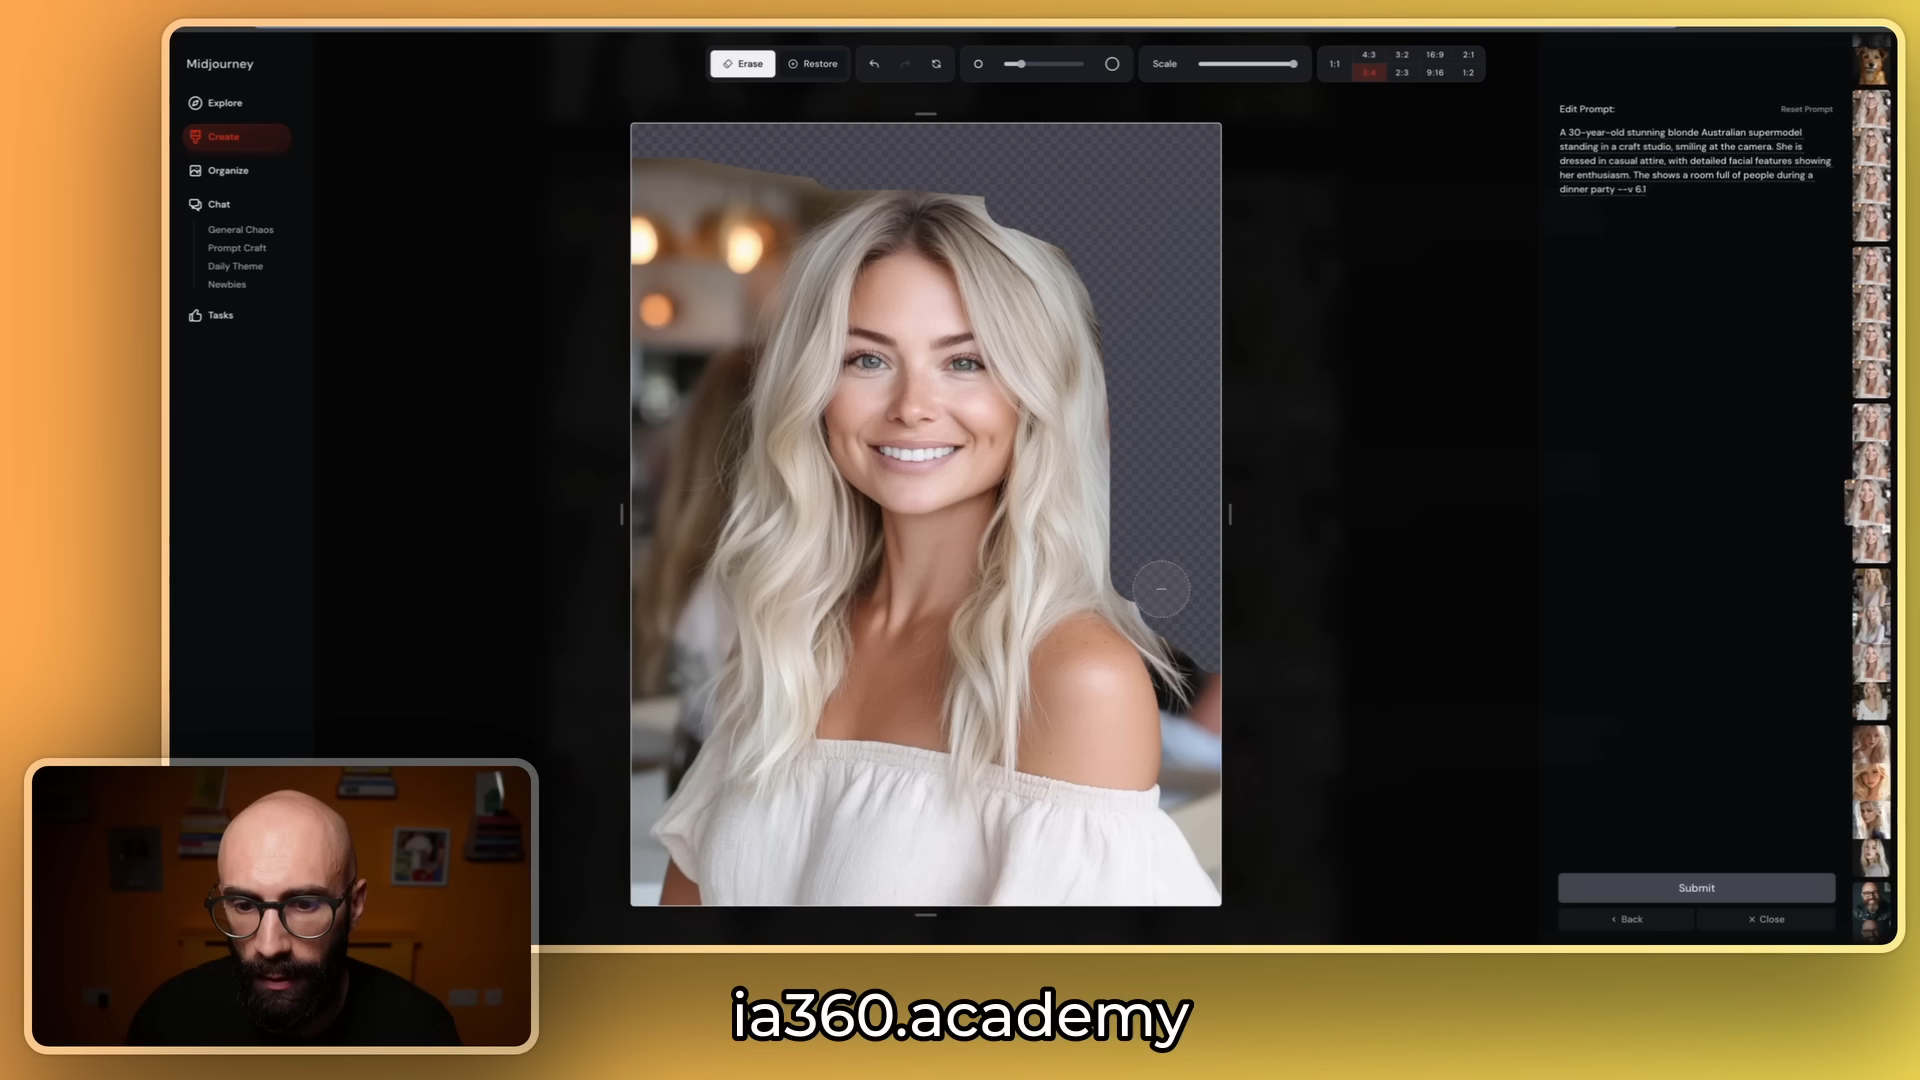 Midjourney
Explore
Create
Organize
Chat
General Chaos
Prompt Craft
Daily Theme
Newbies
Tasks
Erase
Restore
Scale
1:1
4:3 3:2 16:9 2:1
3:4 2:3 9:16 1:2
Edit Prompt:
Reset Prompt
A 30-year-old stunning blonde Australian supermodel
standing in a craft studio, smiling at the camera. She is
dressed in casual attire, with detailed facial features showing
her enthusiasm. The shows a room full of people during a
dinner party --v 6.1
Submit
Back
Close
ia360.academy